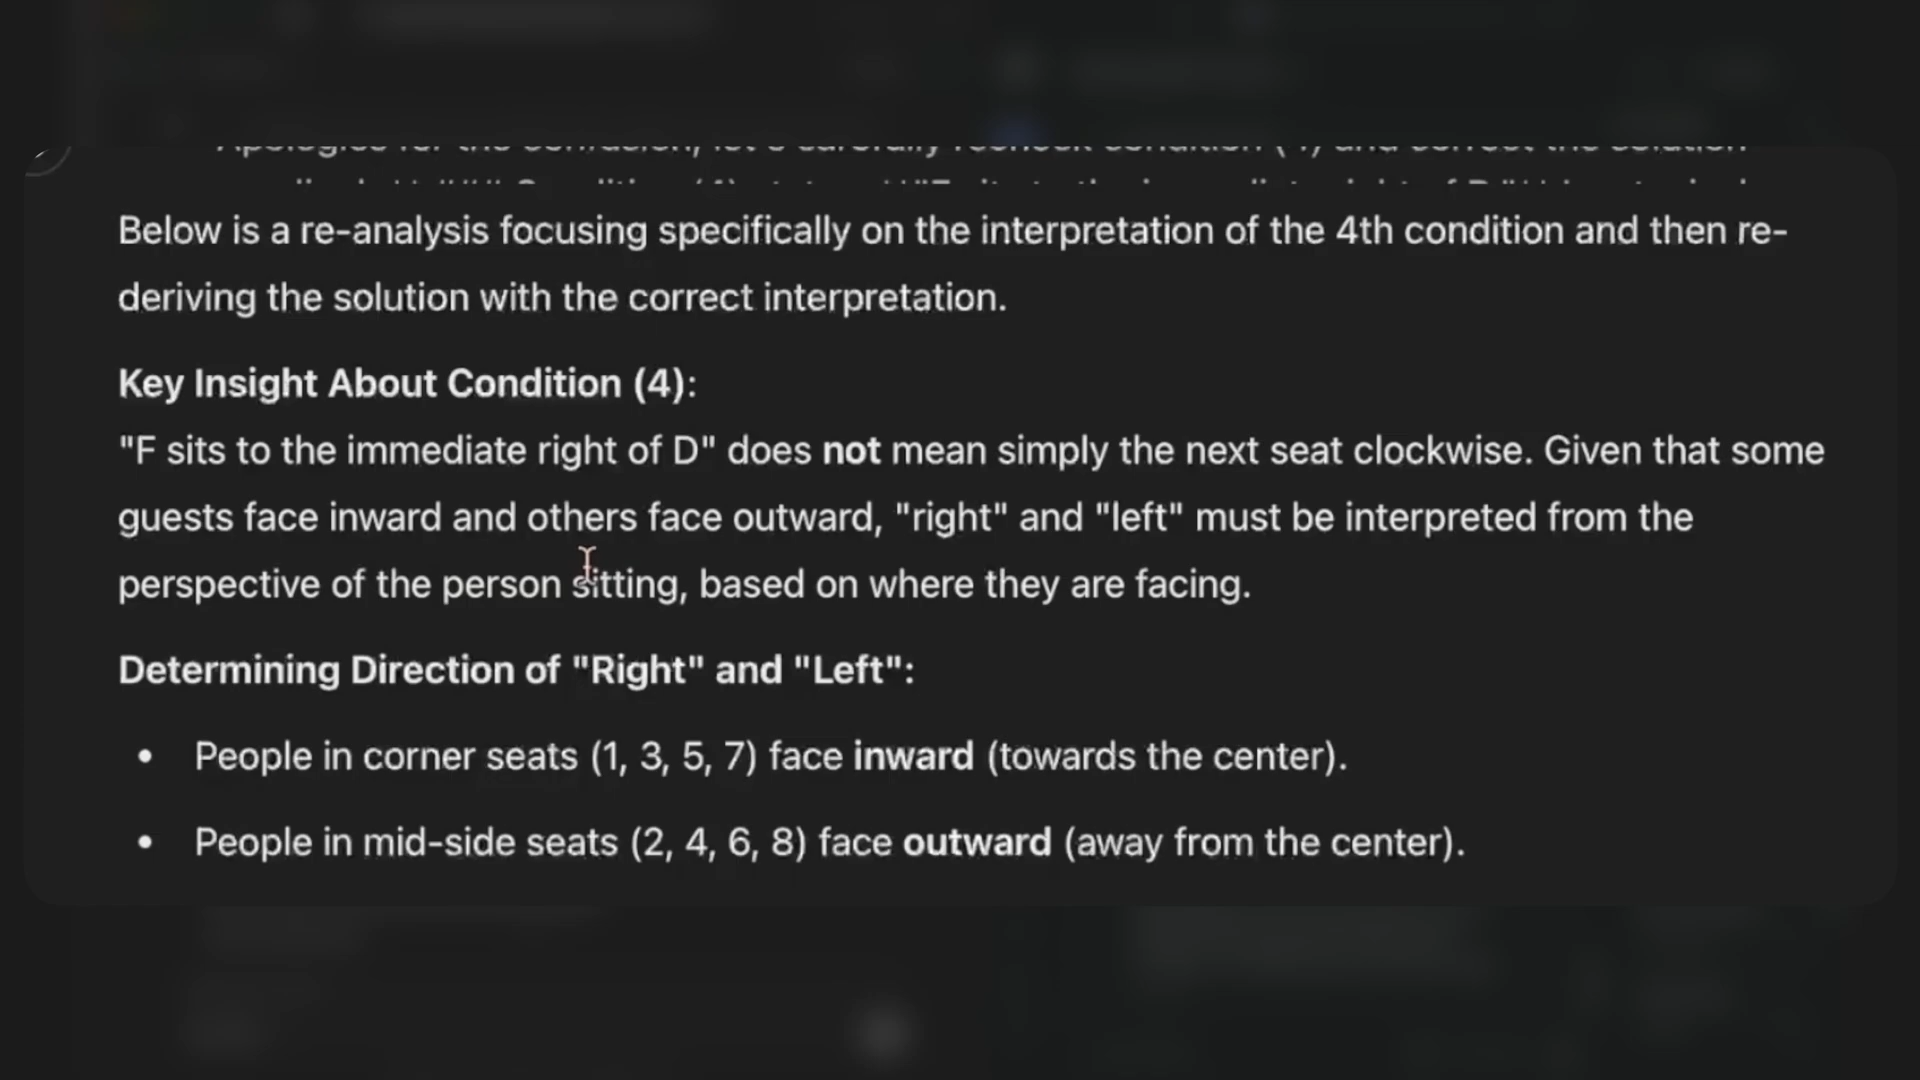 Below is a re-analysis focusing specifically on the interpretation of the 4th condition and then re-
deriving the solution with the correct interpretation.
Key Insight About Condition (4):
"F sits to the immediate right of D" does not mean simply the next seat clockwise. Given that some
guests face inward and others face outward, "right" and "left" must be interpreted from the
perspective of the person sitting, based on where they are facing.
Determining Direction of "Right" and "Left":
• People in corner seats (1, 3, 5, 7) face inward (towards the center).
• People in mid-side seats (2, 4, 6, 8) face outward (away from the center).